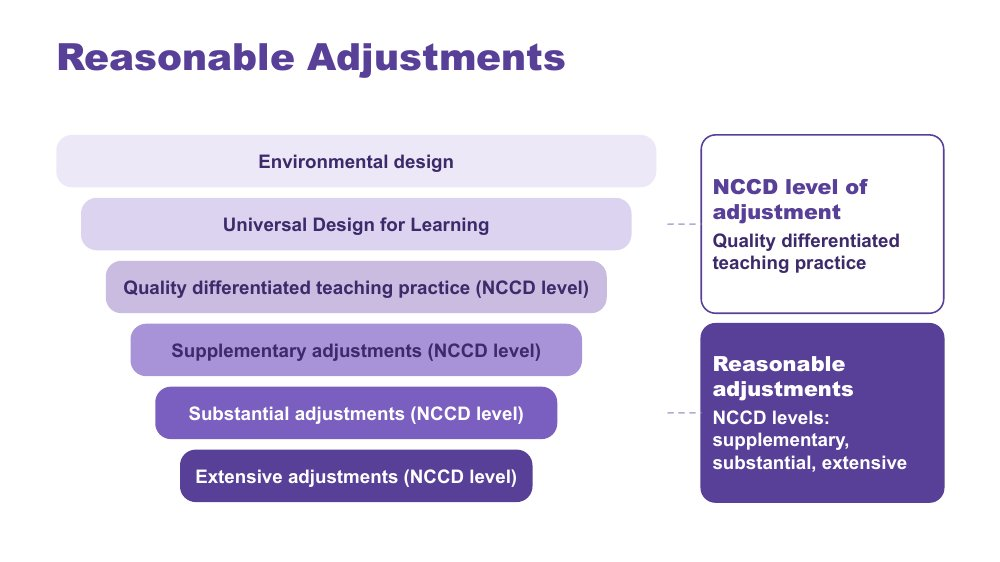 Reasonable Adjustments
Environmental design
Universal Design for Learning
Quality differentiated teaching practice (NCCD level)
Supplementary adjustments (NCCD level)
Substantial adjustments (NCCD level)
Extensive adjustments (NCCD level)
NCCD level of
adjustment
Quality differentiated
teaching practice
Reasonable
adjustments
NCCD levels:
supplementary,
substantial, extensive